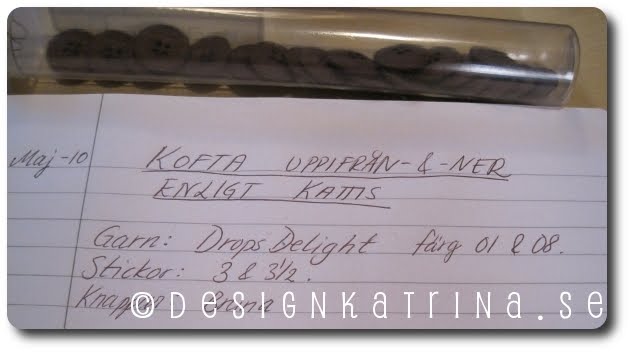 Maj-10
KOFTA UPPIFRÅN-&-NER
ENLIGT KATTIS
Garn: Drops Delight färg 01 & 08.
Stickor: 3 & 3 1/2.
©DESIGNKATRINA.SE